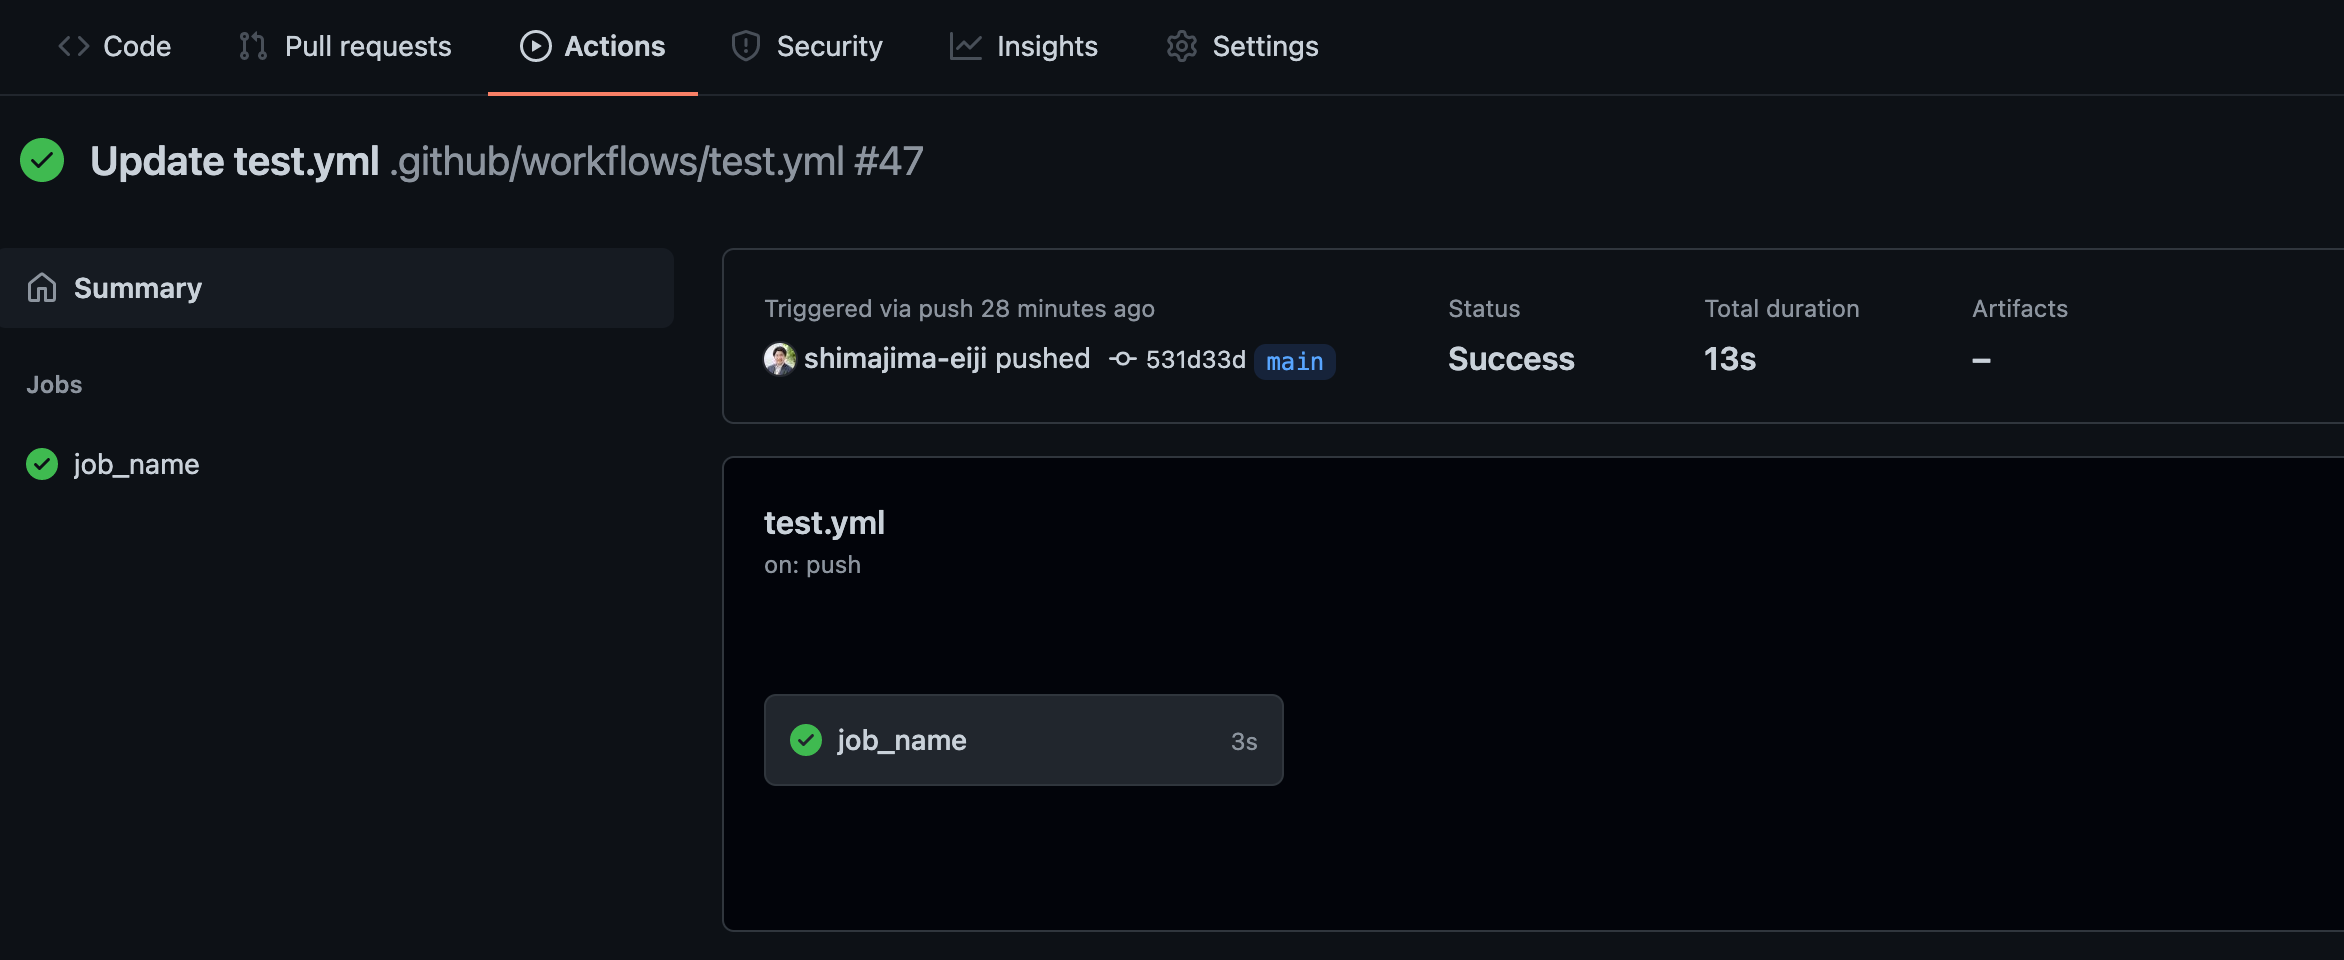 Code Pull requests Actions Security Insights Settings
Update test.yml .github/workflows/test.yml #47
Summary
Jobs
job_name
Triggered via push 28 minutes ago
shimajima-eiji pushed 531d33d main
Status
Success
Total duration
13s
Artifacts
–
test.yml
on: push
job_name 3s